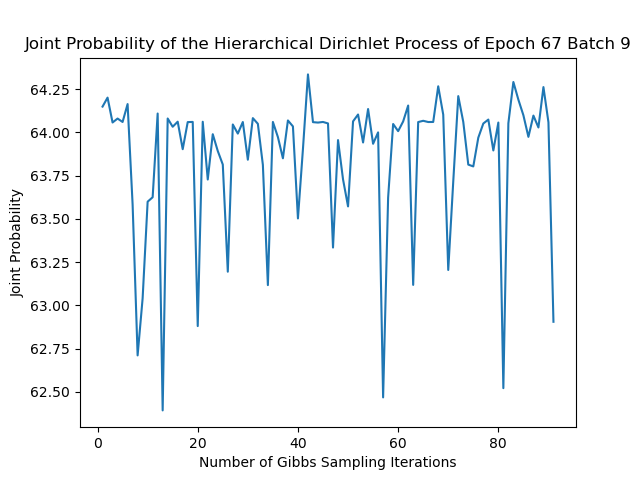 Joint Probability of the Hierarchical Dirichlet Process of Epoch 67 Batch 9
Joint Probability
64.25
64.00
63.75
63.50
63.25
63.00
62.75
62.50
0 20 40 60 80
Number of Gibbs Sampling Iterations